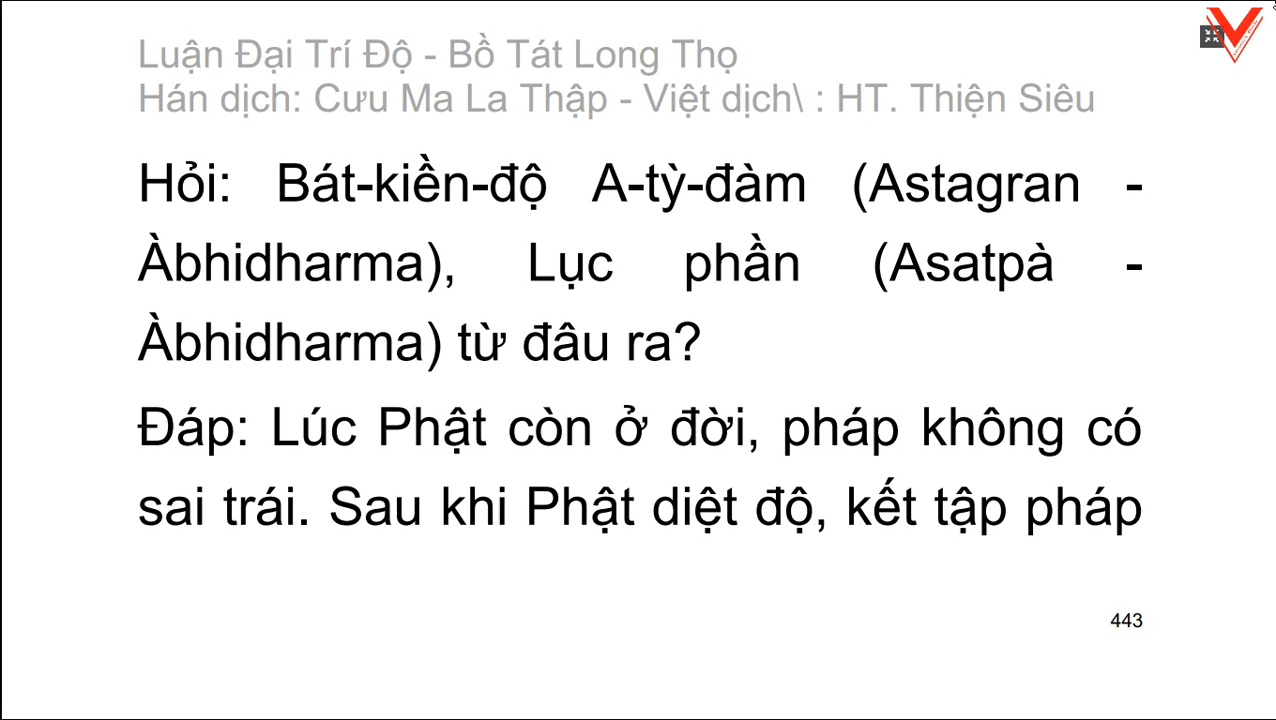 Luận Đại Trí Độ - Bồ Tát Long Thọ
Hán dịch: Cưu Ma La Thập - Việt dịch\ : HT. Thiện Siêu
Hỏi: Bát-kiền-độ A-tỳ-đàm (Astagran -
Àbhidharma), Lục phần (Asatpà -
Àbhidharma) từ đâu ra?
Đáp: Lúc Phật còn ở đời, pháp không có
sai trái. Sau khi Phật diệt độ, kết tập pháp
443